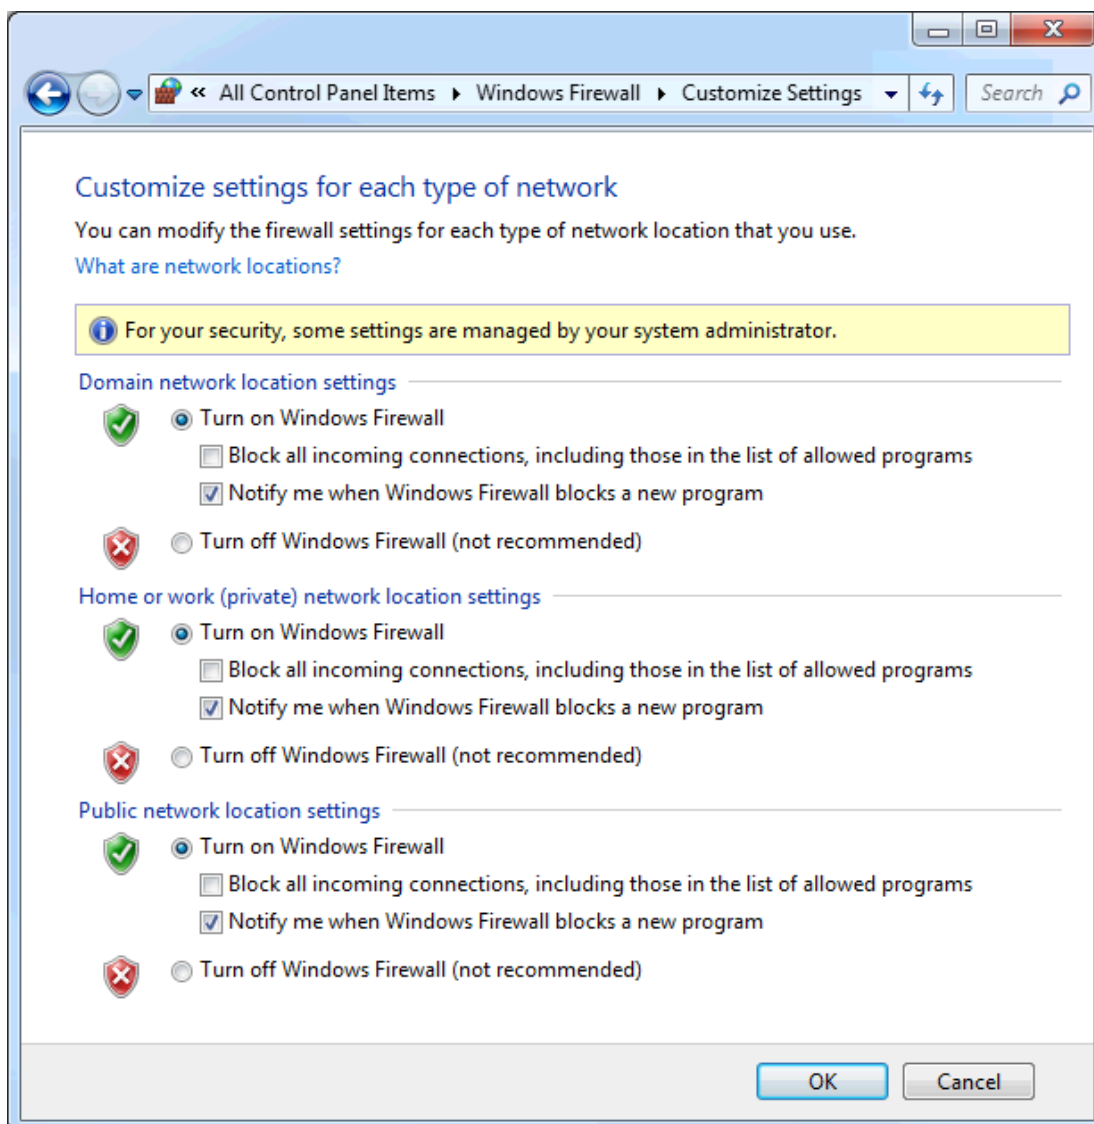 « All Control Panel Items ▸ Windows Firewall ▸ Customize Settings Search
Customize settings for each type of network
You can modify the firewall settings for each type of network location that you use.
What are network locations?
For your security, some settings are managed by your system administrator.
Domain network location settings
Turn on Windows Firewall
Block all incoming connections, including those in the list of allowed programs
Notify me when Windows Firewall blocks a new program
Turn off Windows Firewall (not recommended)
Home or work (private) network location settings
Turn on Windows Firewall
Block all incoming connections, including those in the list of allowed programs
Notify me when Windows Firewall blocks a new program
Turn off Windows Firewall (not recommended)
Public network location settings
Turn on Windows Firewall
Block all incoming connections, including those in the list of allowed programs
Notify me when Windows Firewall blocks a new program
Turn off Windows Firewall (not recommended)
OK Cancel